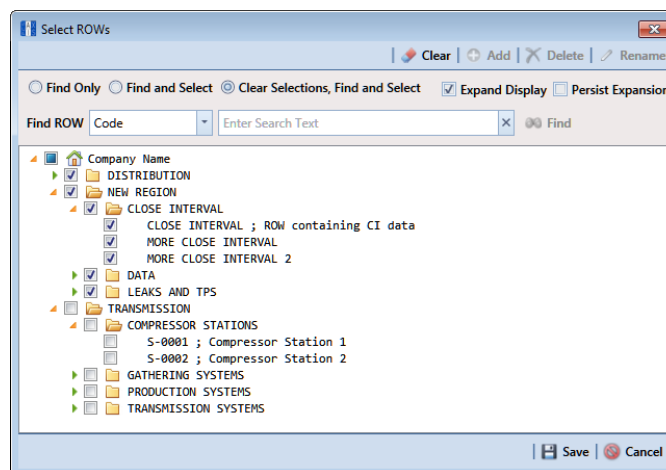 Select ROWs
Clear Add Delete Rename
Find Only Find and Select Clear Selections, Find and Select Expand Display Persist Expansion
Find ROW Code Enter Search Text Find
Company Name
DISTRIBUTION
NEW REGION
CLOSE INTERVAL
CLOSE INTERVAL ; ROW containing CI data
MORE CLOSE INTERVAL
MORE CLOSE INTERVAL 2
DATA
LEAKS AND TPS
TRANSMISSION
COMPRESSOR STATIONS
S-0001 ; Compressor Station 1
S-0002 ; Compressor Station 2
GATHERING SYSTEMS
PRODUCTION SYSTEMS
TRANSMISSION SYSTEMS
Save Cancel